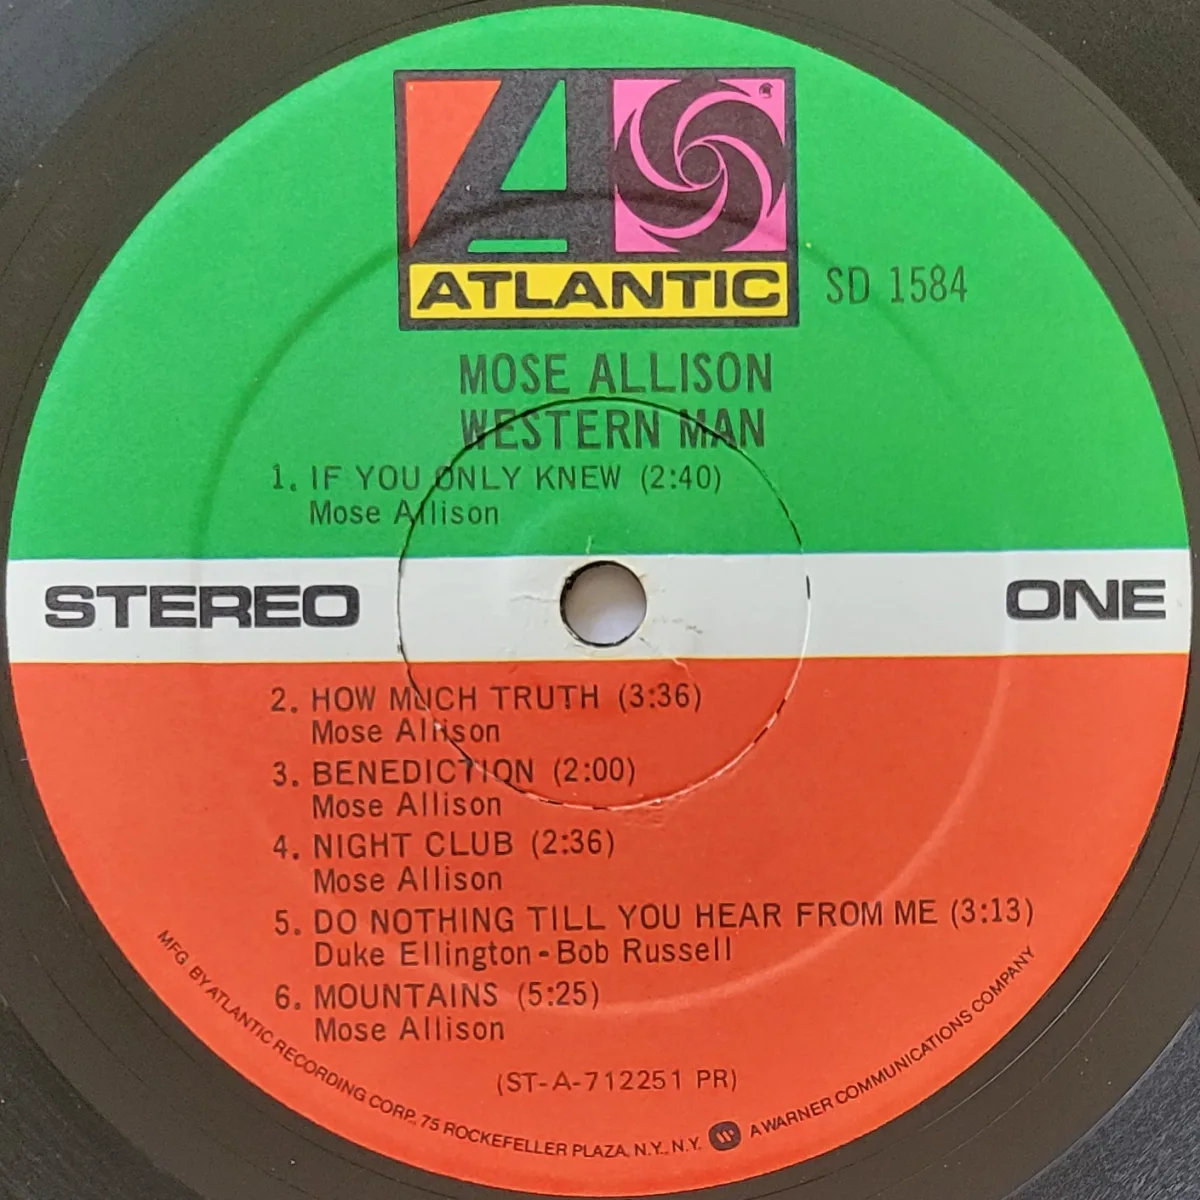 ATLANTIC
SD 1584
MOSE ALLISON
WESTERN MAN
1. IF YOU ONLY KNEW (2:40)
Mose Allison
STEREO
ONE
2. HOW MUCH TRUTH (3:36)
Mose Allison
3. BENEDICTION (2:00)
Mose Allison
4. NIGHT CLUB (2:36)
Mose Allison
5. DO NOTHING TILL YOU HEAR FROM ME (3:13)
Duke Ellington-Bob Russell
6. MOUNTAINS (5:25)
Mose Allison
(ST-A-712251 PR)
MFG. BY ATLANTIC RECORDING CORP., 75 ROCKEFELLER PLAZA, N.Y., N.Y. A WARNER COMMUNICATIONS COMPANY